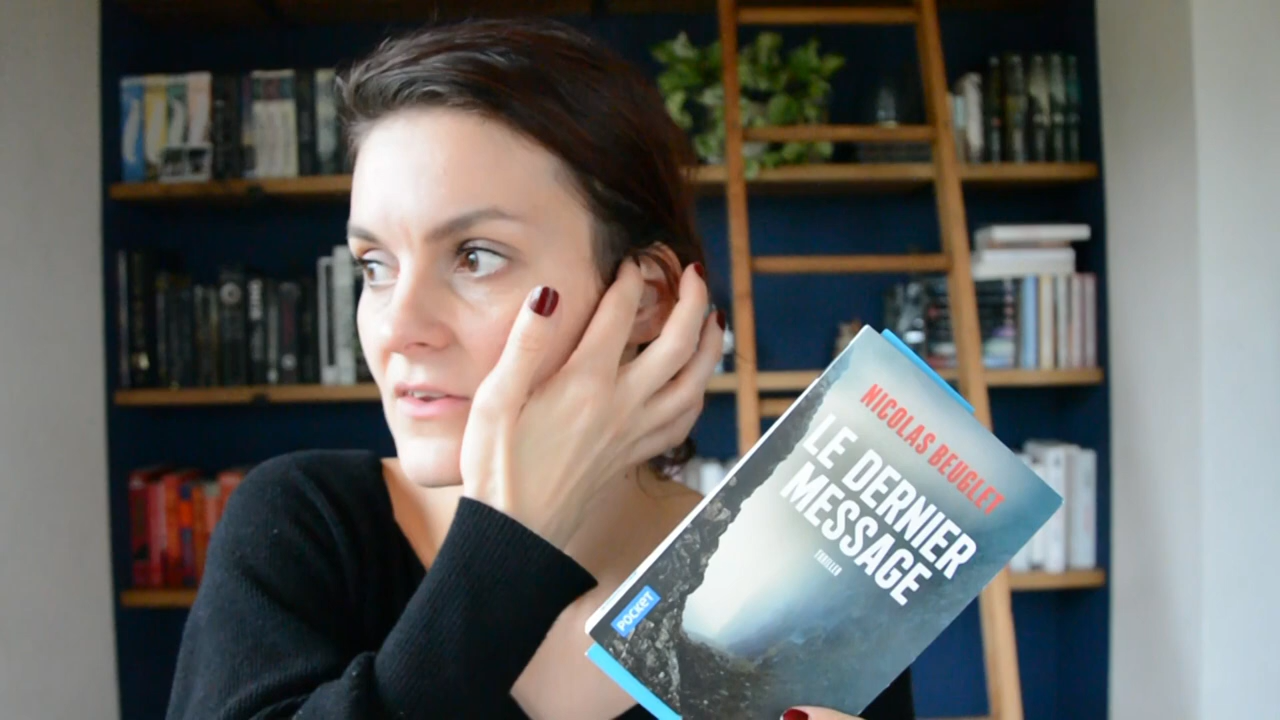 NICOLAS BEUGLET
LE DERNIER
MESSAGE
THRILLER
POCKET